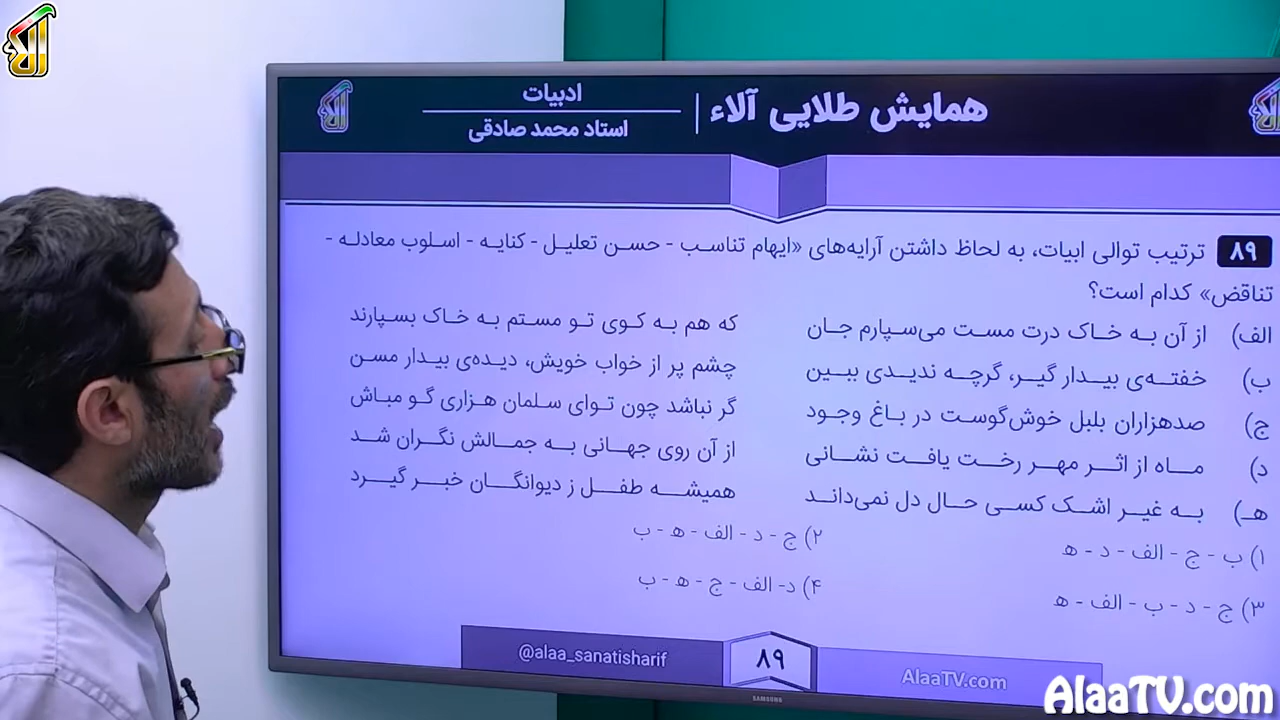 همایش طلایی آلاء
ادبیات
استاد محمد صادقی
۸۹ ترتیب توالی ابیات، به لحاظ داشتن آرایه‌های «ایهام تناسب - حسن تعلیل - کنایه - اسلوب معادله -
تناقض» کدام است؟
الف) از آن به خاک درت مست می‌سپارم جان که هم به کوی تو مستم به خاک بسپارند
ب) خفته‌ی بیدار گیر، گرچه ندیدی ببین چشم پر از خواب خویش، دیده‌ی بیدار مسن
ج) صدهزاران بلبل خوش‌گوست در باغ وجود گر نباشد چون توای سلمان هزاری گو مباش
د) ماه از اثر مهر رخت یافت نشانی از آن روی جهانی به جمالش نگران شد
هـ) به غیر اشک کسی حال دل نمی‌داند همیشه طفل ز دیوانگان خبر گیرد
۱) ب - ج - الف - د - ه ۲) ج - د - الف - ه - ب
۳) ج - د - ب - الف - ه ۴) د- الف - ج - ه - ب
@alaa_sanatisharif
۸۹
AlaaTV.com
SAMSUNG
AlaaTV.com